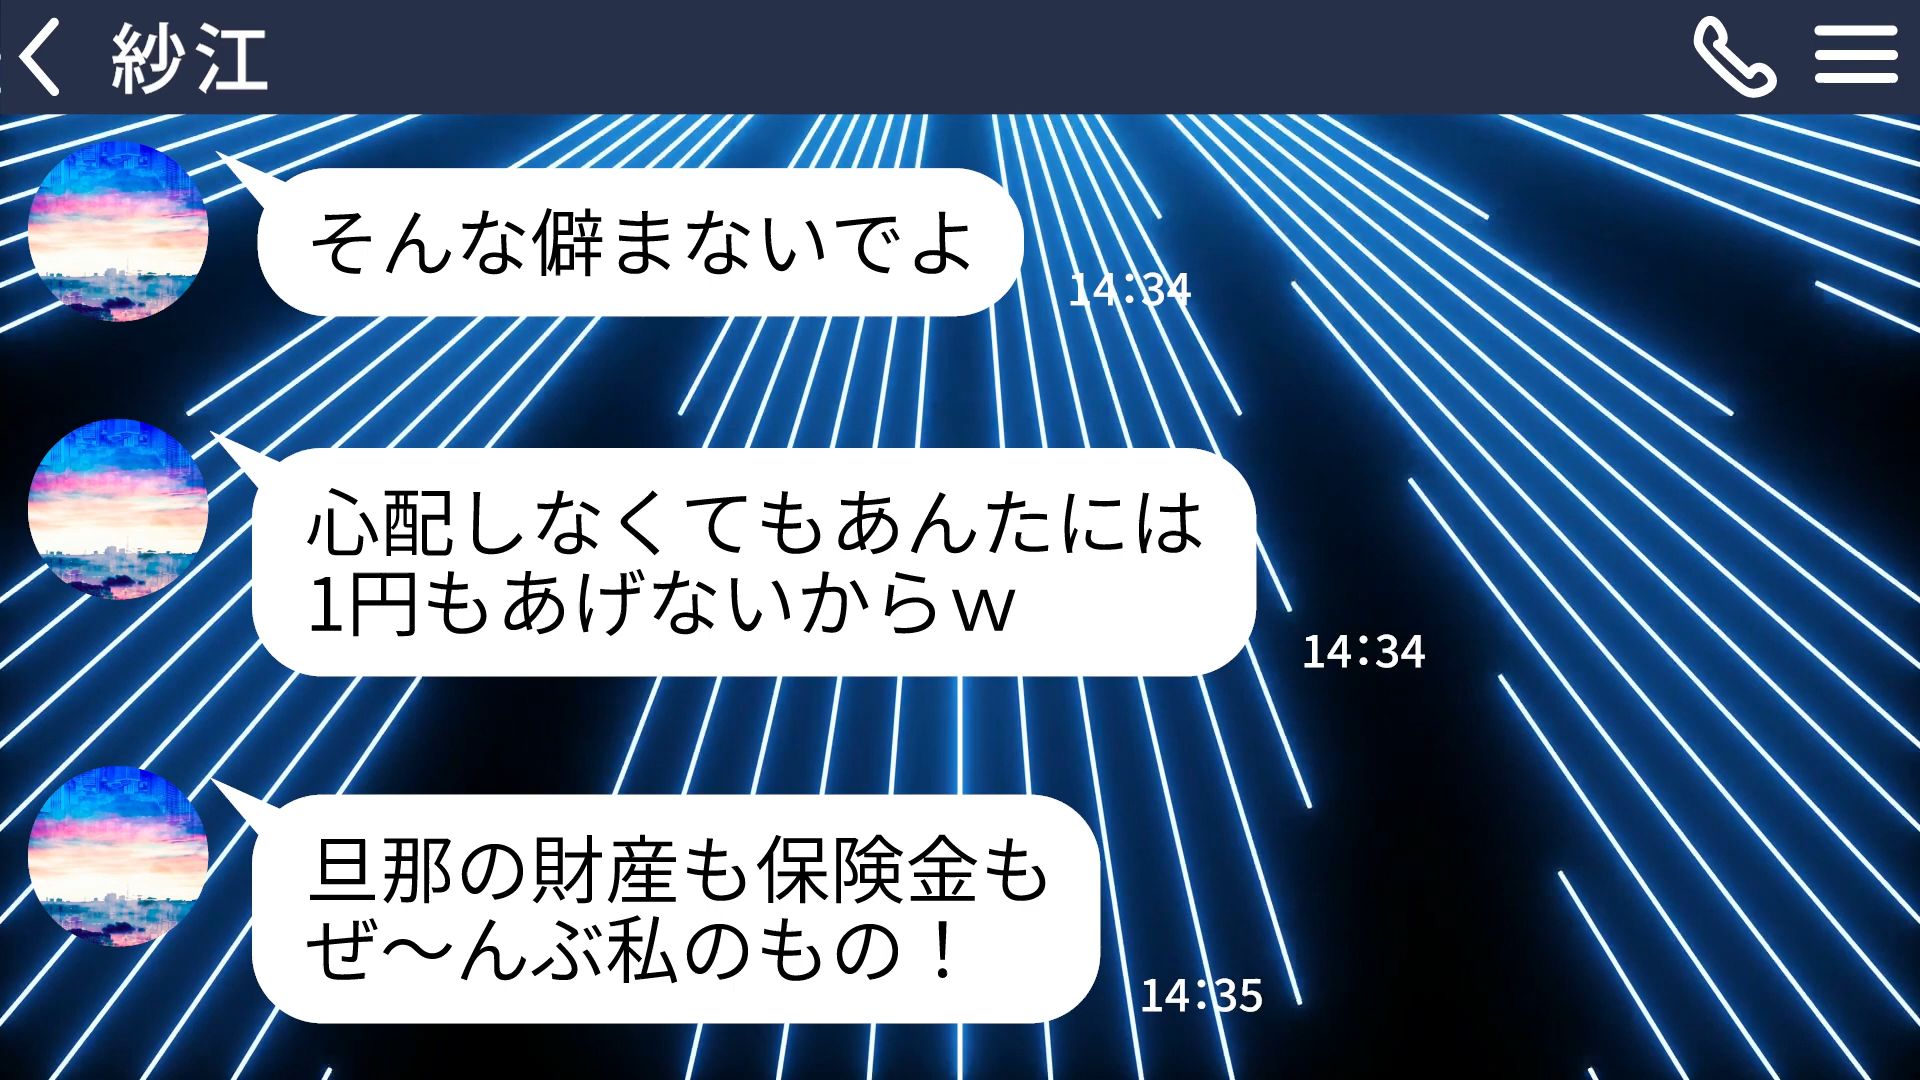 紗江
そんな僻まないでよ
14:34
心配しなくてもあんたには
1円もあげないからw
14:34
旦那の財産も保険金も
ぜ〜んぶ私のもの！
14:35